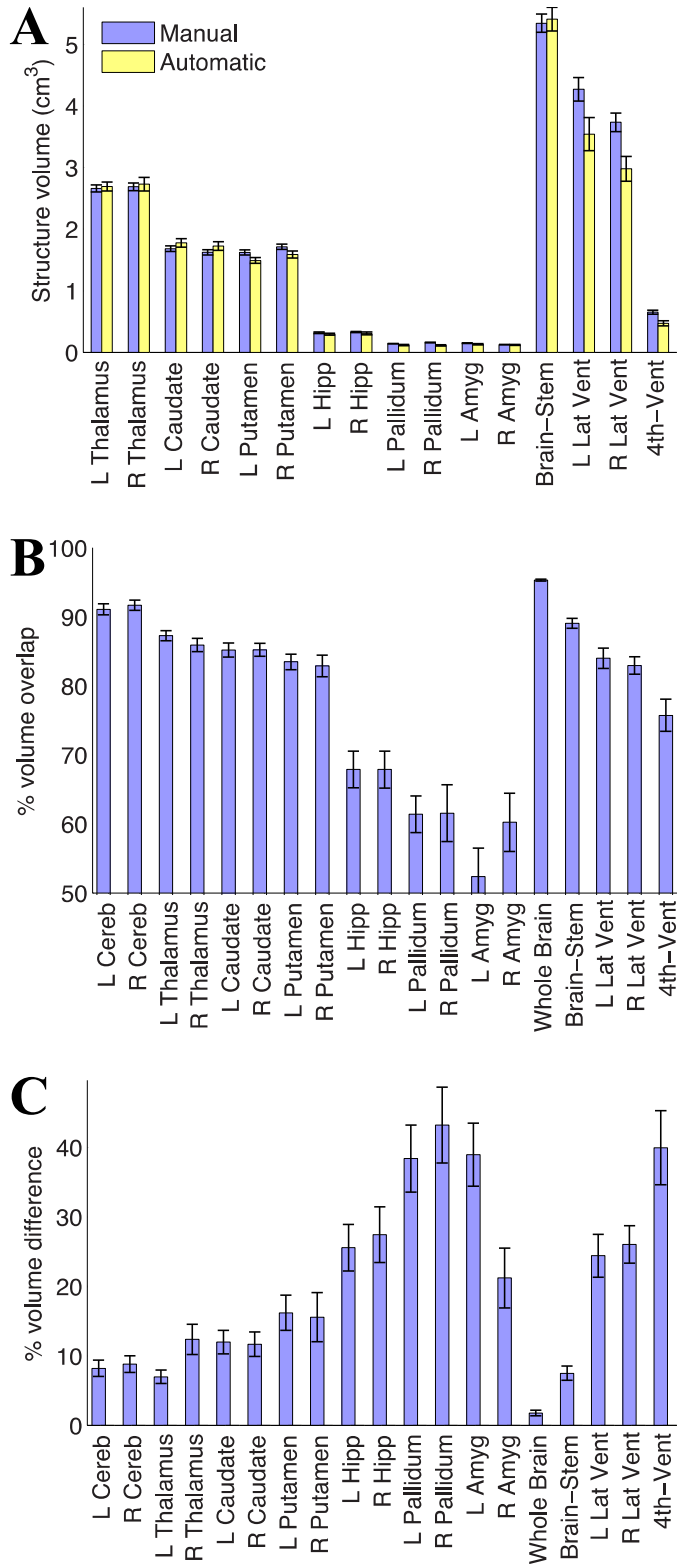 A
Manual
Automatic
Structure volume (cm³)
5
4
3
2
1
0
L Thalamus
R Thalamus
L Caudate
R Caudate
L Putamen
R Putamen
L Hipp
R Hipp
L Pallidum
R Pallidum
L Amyg
R Amyg
Brain−Stem
L Lat Vent
R Lat Vent
4th−Vent
B
% volume overlap
100
90
80
70
60
50
L Cereb
R Cereb
L Thalamus
R Thalamus
L Caudate
R Caudate
L Putamen
R Putamen
L Hipp
R Hipp
L Pallidum
R Pallidum
L Amyg
R Amyg
Whole Brain
Brain−Stem
L Lat Vent
R Lat Vent
4th−Vent
C
% volume difference
40
30
20
10
0
L Cereb
R Cereb
L Thalamus
R Thalamus
L Caudate
R Caudate
L Putamen
R Putamen
L Hipp
R Hipp
L Pallidum
R Pallidum
L Amyg
R Amyg
Whole Brain
Brain−Stem
L Lat Vent
R Lat Vent
4th−Vent